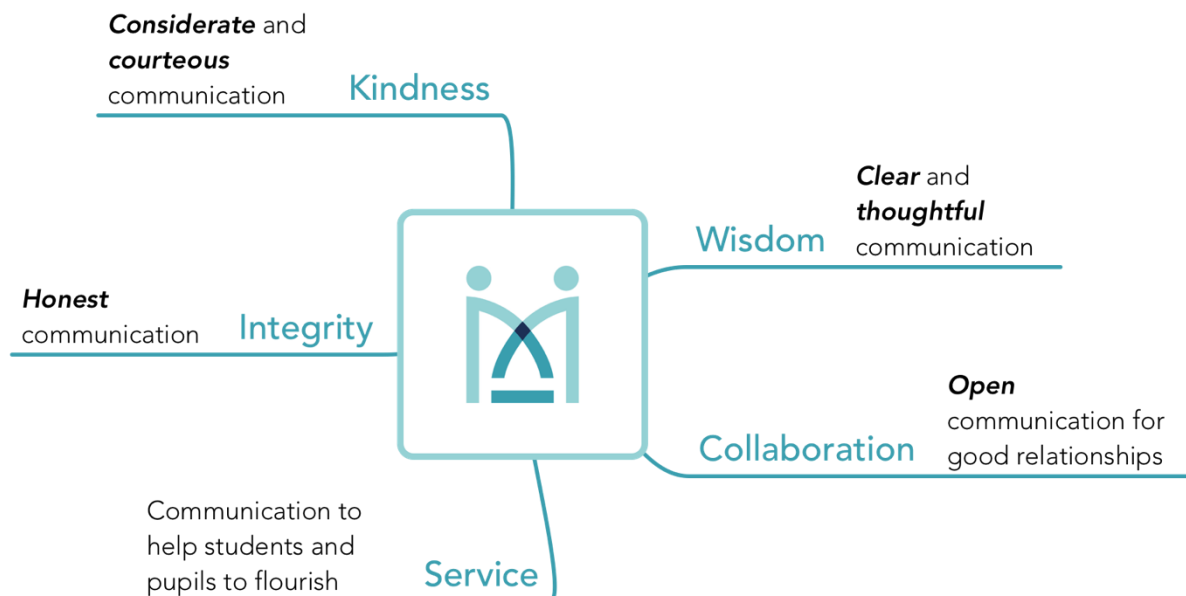 Considerate and
courteous
communication
Kindness
Clear and
thoughtful
communication
Wisdom
Honest
communication
Integrity
Open
communication for
good relationships
Collaboration
Communication to
help students and
pupils to flourish
Service